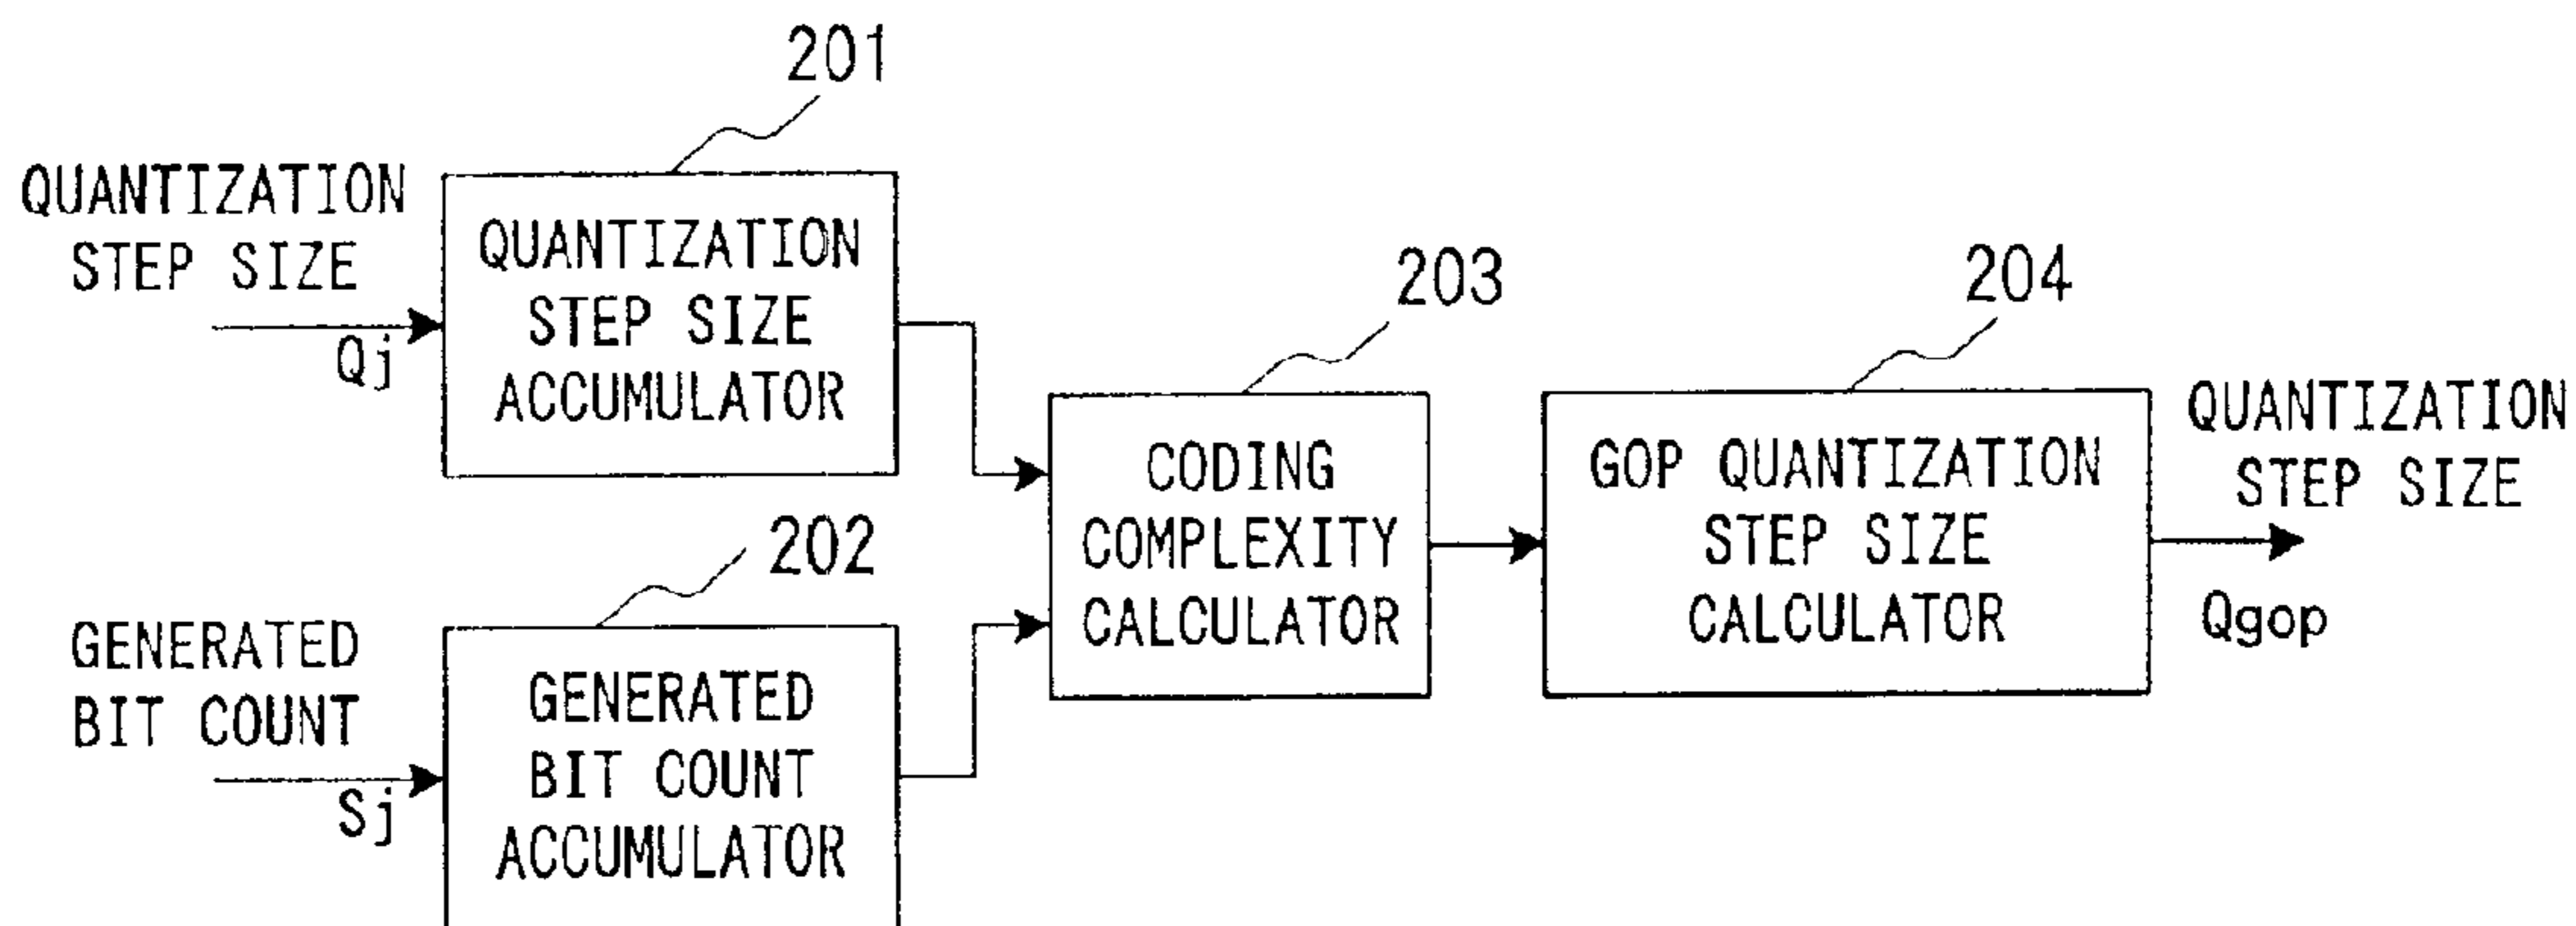 201
QUANTIZATION
STEP SIZE
Qj
QUANTIZATION
STEP SIZE
ACCUMULATOR
202
GENERATED
BIT COUNT
Sj
GENERATED
BIT COUNT
ACCUMULATOR
203
CODING
COMPLEXITY
CALCULATOR
204
GOP QUANTIZATION
STEP SIZE
CALCULATOR
QUANTIZATION
STEP SIZE
Qgop